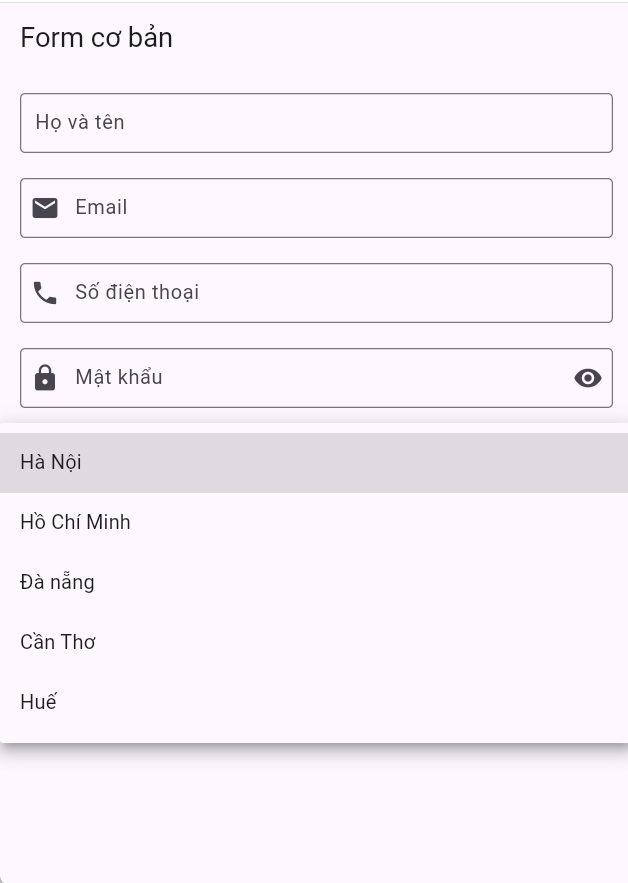 Form cơ bản
Họ và tên
Email
Số điện thoại
Mật khẩu
Hà Nội
Hồ Chí Minh
Đà nẵng
Cần Thơ
Huế